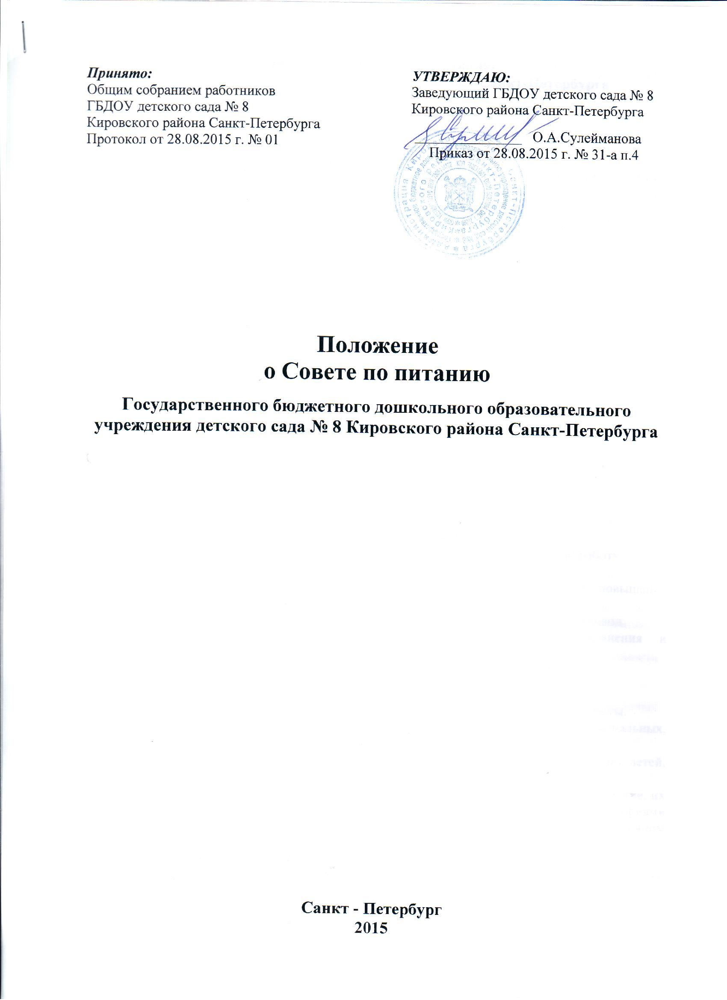 Принято:
Общим собранием работников
ГБДОУ детского сада № 8
Кировского района Санкт-Петербурга
Протокол от 28.08.2015 г. № 01
УТВЕРЖДАЮ:
Заведующий ГБДОУ детского сада № 8
Кировского района Санкт-Петербурга
О.А.Сулейманова
Приказ от 28.08.2015 г. № 31-а п.4
Положение
о Совете по питанию
Государственного бюджетного дошкольного образовательного
учреждения детского сада № 8 Кировского района Санкт-Петербурга
Санкт - Петербург
2015